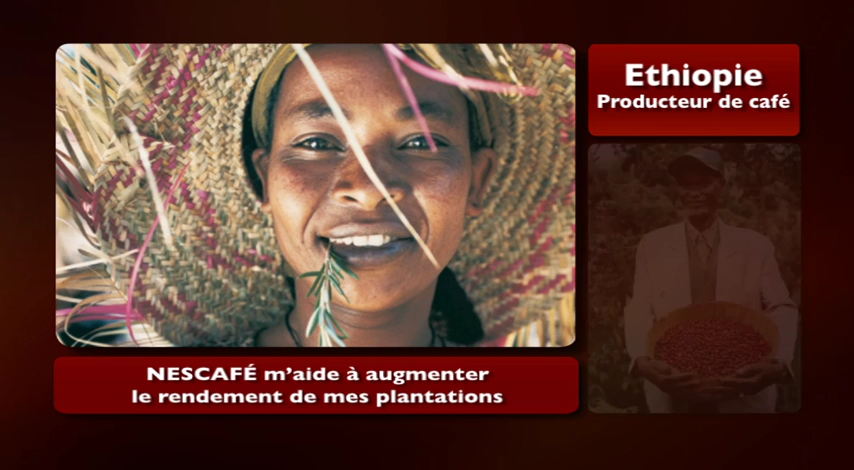 Ethiopie
Producteur de café
NESCAFÉ m'aide à augmenter
le rendement de mes plantations